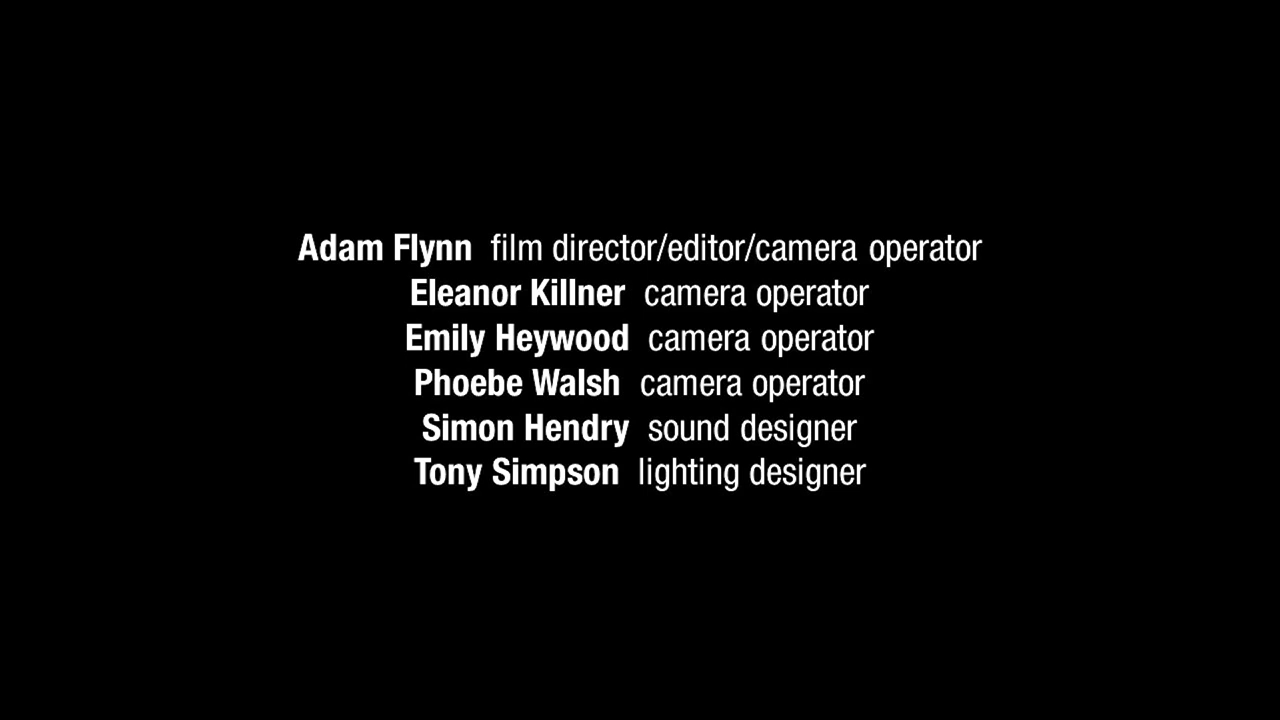 Adam Flynn film director/editor/camera operator
Eleanor Killner camera operator
Emily Heywood camera operator
Phoebe Walsh camera operator
Simon Hendry sound designer
Tony Simpson lighting designer